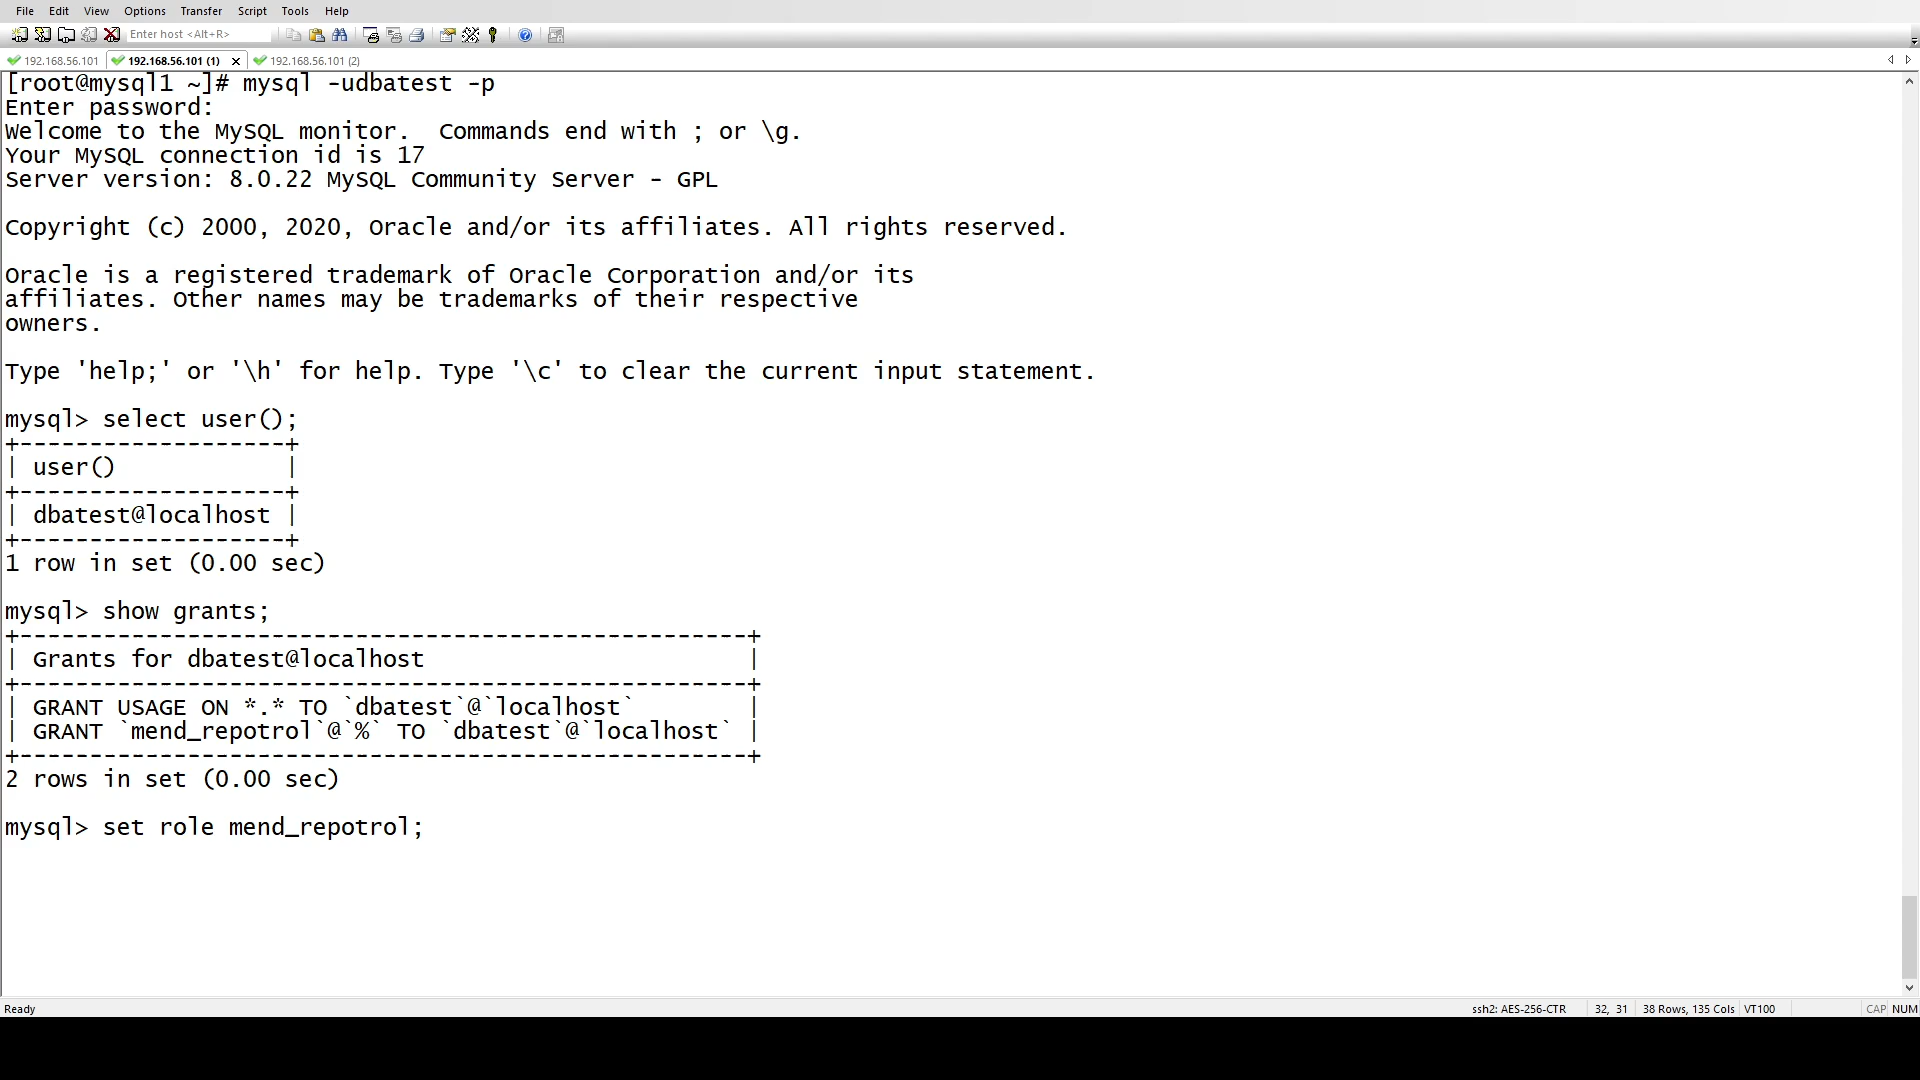 File Edit View Options Transfer Script Tools Help
Enter host <Alt+R>
192.168.56.101 192.168.56.101 (1) 192.168.56.101 (2)
[root@mysql1 ~]# mysql -udbatest -p
Enter password:
Welcome to the MySQL monitor.  Commands end with ; or \g.
Your MySQL connection id is 17
Server version: 8.0.22 MySQL Community Server - GPL
Copyright (c) 2000, 2020, Oracle and/or its affiliates. All rights reserved.
Oracle is a registered trademark of Oracle Corporation and/or its
affiliates. Other names may be trademarks of their respective
owners.
Type 'help;' or '\h' for help. Type '\c' to clear the current input statement.
mysql> select user();
+-------------------+
| user()            |
+-------------------+
| dbatest@localhost |
+-------------------+
1 row in set (0.00 sec)
mysql> show grants;
+----------------------------------------------------+
| Grants for dbatest@localhost                       |
+----------------------------------------------------+
| GRANT USAGE ON *.* TO `dbatest`@`localhost`        |
| GRANT `mend_repotrol`@`%` TO `dbatest`@`localhost` |
+----------------------------------------------------+
2 rows in set (0.00 sec)
mysql> set role mend_repotrol;
Ready ssh2: AES-256-CTR 32, 31 38 Rows, 135 Cols VT100 CAP NUM